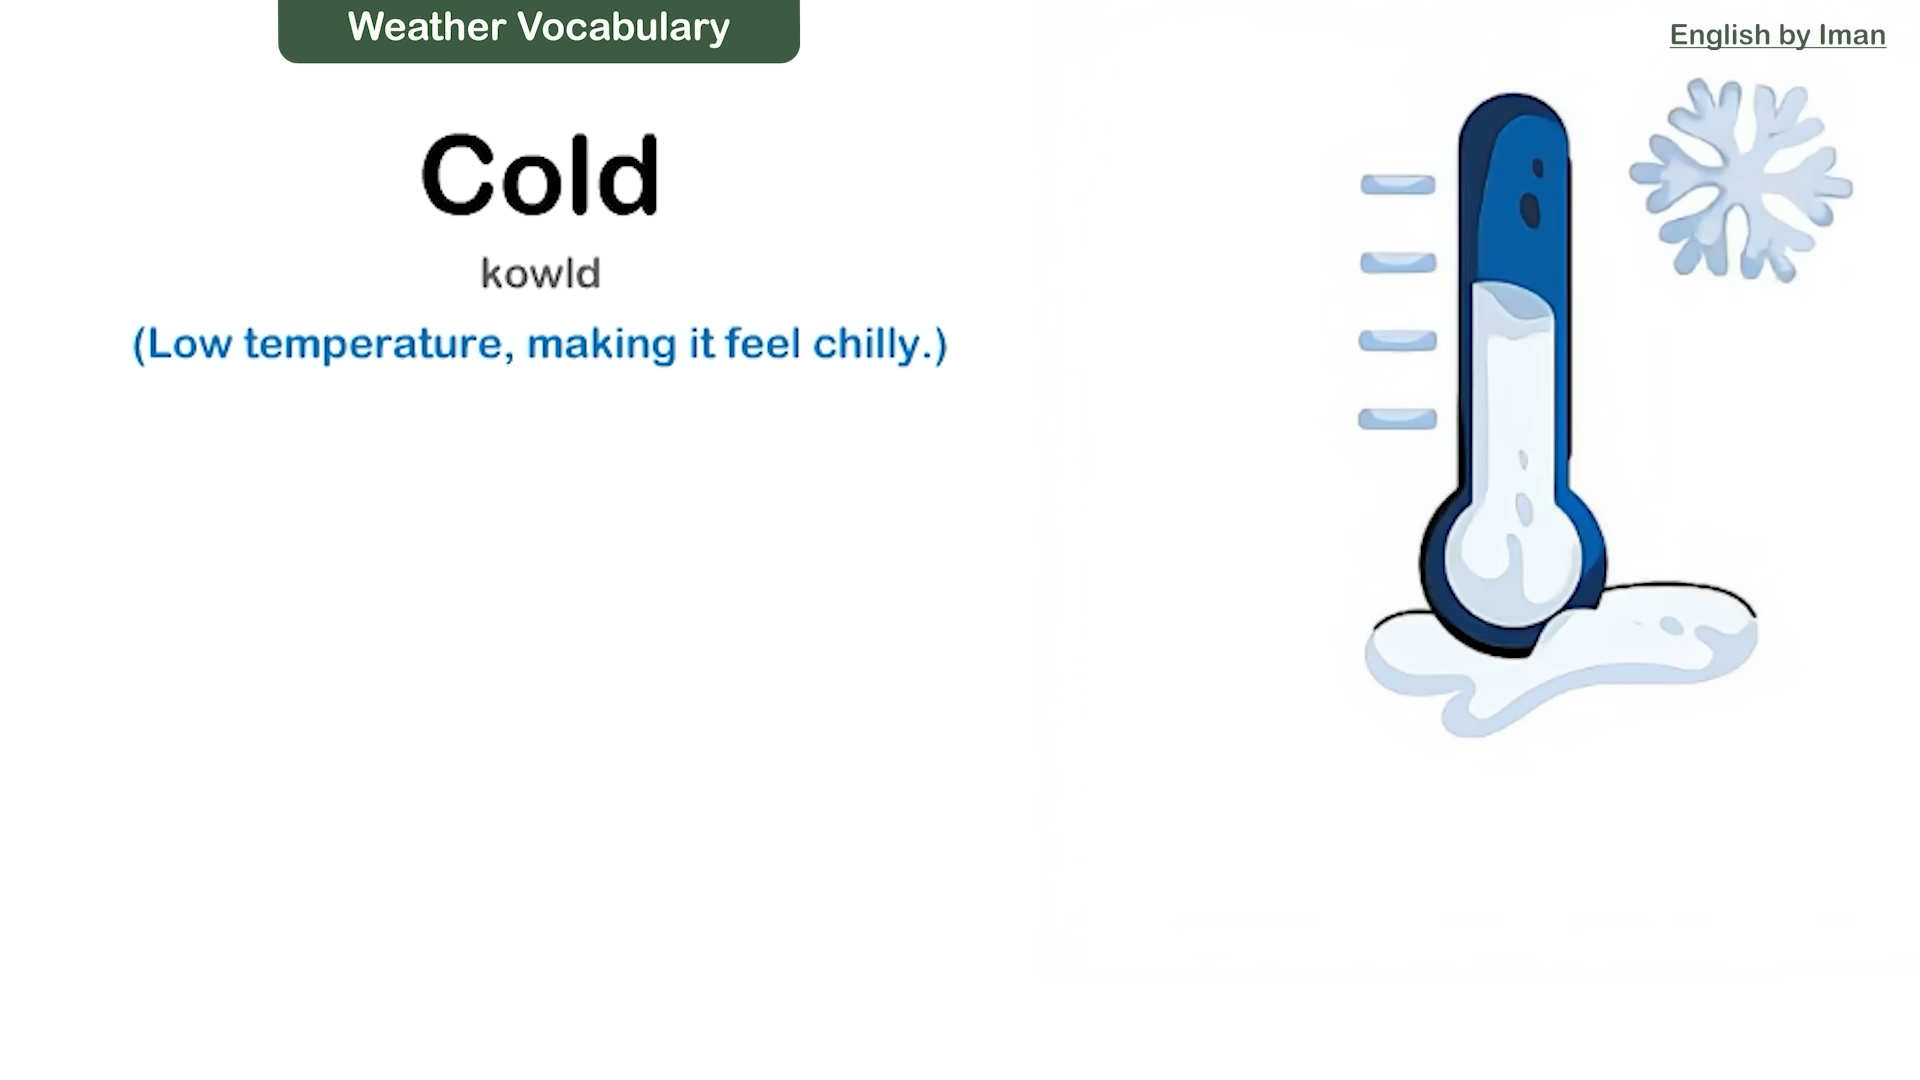 Weather Vocabulary
English by Iman
Cold
kowld
(Low temperature, making it feel chilly.)